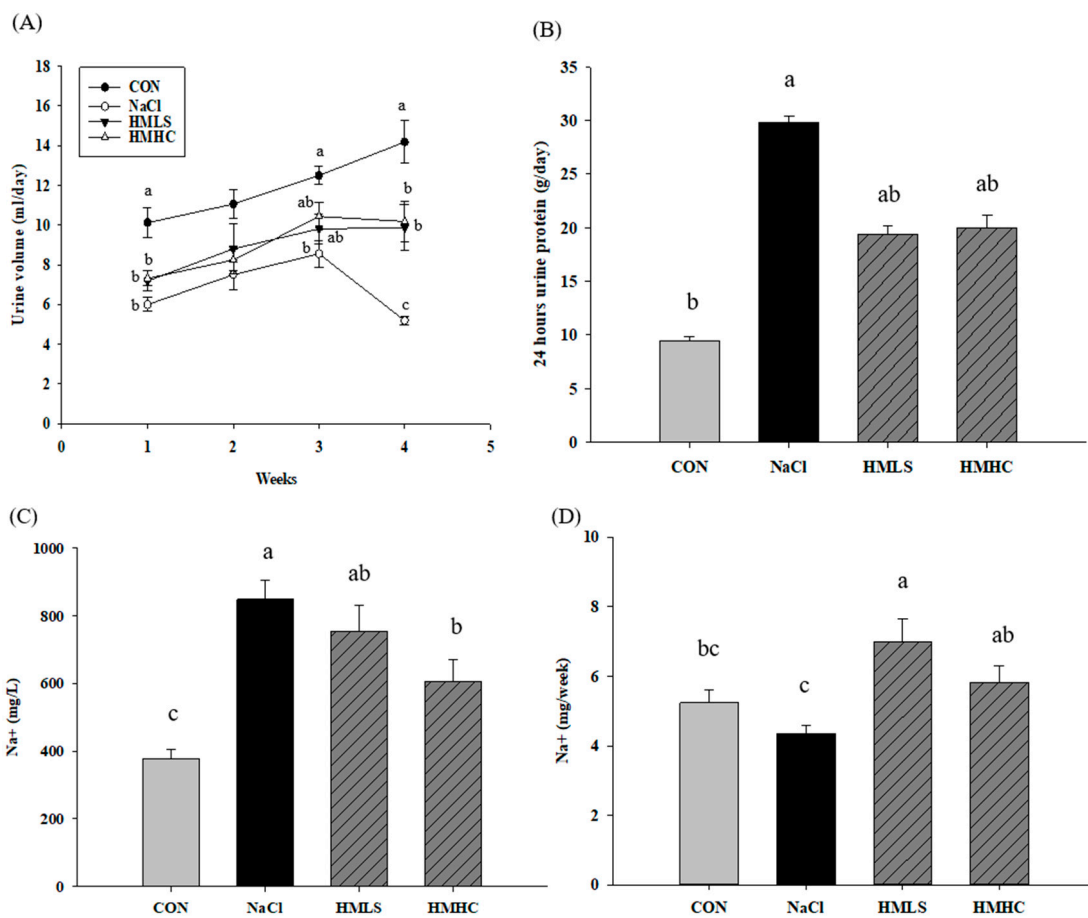 (A)
18
16
14
12
10
8
6
4
2
0
Urine volume (ml/day)
CON
NaCl
HMLS
HMHC
a
a
a
b
b
b
ab
ab
b
b
b
c
0
1
2
3
4
5
Weeks
(B)
35
30
25
20
15
10
5
0
24 hours urine protein (g/day)
b
a
ab
ab
CON
NaCl
HMLS
HMHC
(C)
1000
800
600
400
200
0
Na+ (mg/L)
c
a
ab
b
CON
NaCl
HMLS
HMHC
(D)
10
8
6
4
2
0
Na+ (mg/week)
bc
c
a
ab
CON
NaCl
HMLS
HMHC